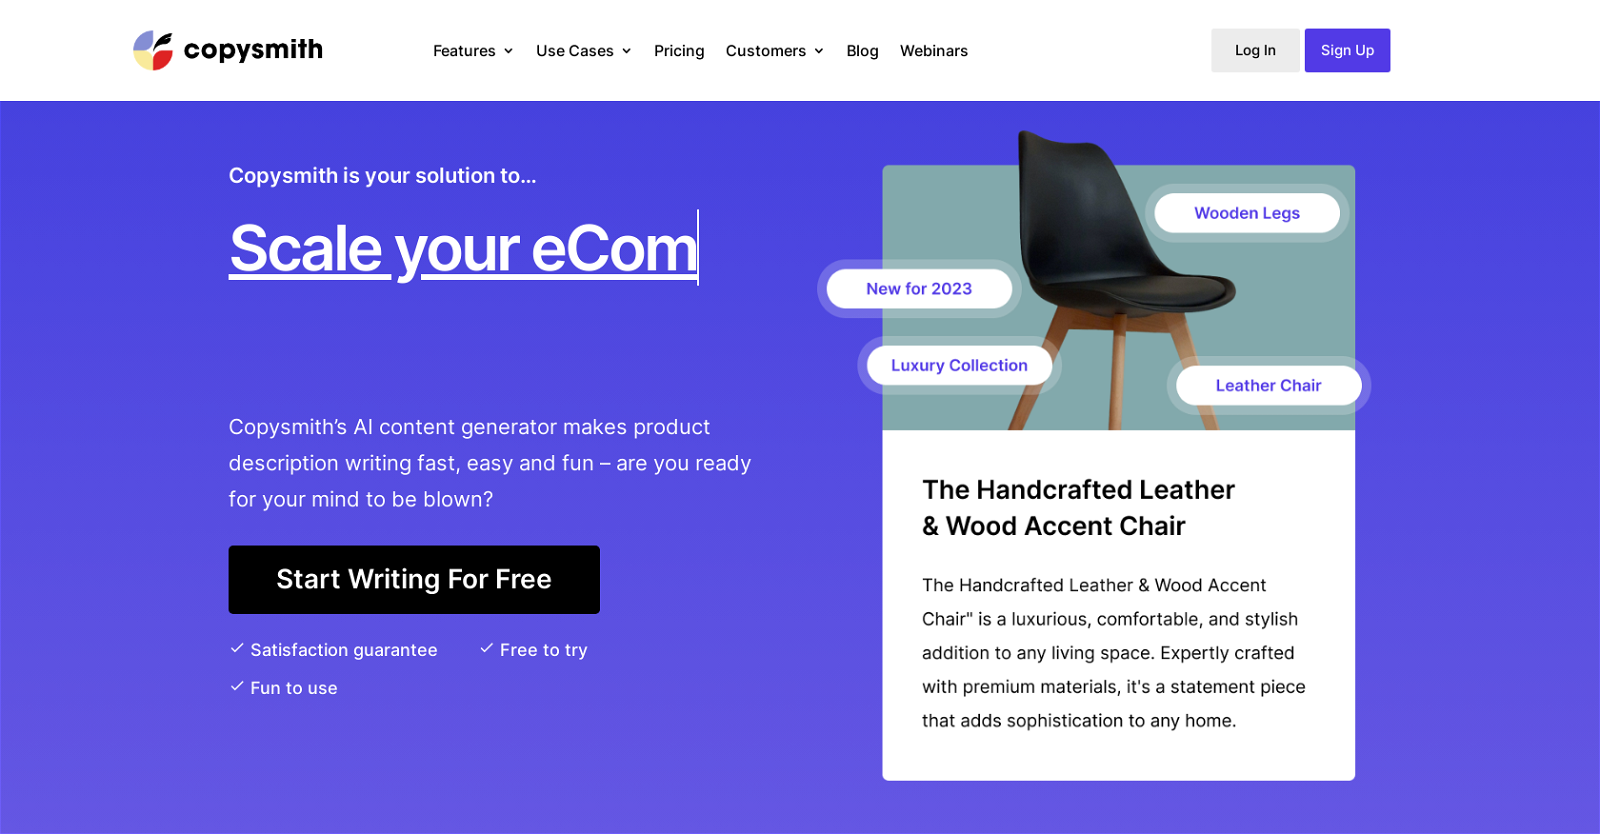 copysmith
Features
Use Cases
Pricing
Customers
Blog
Webinars
Log In
Sign Up
Copysmith is your solution to...
Scale your eCom
Copysmith’s AI content generator makes product
description writing fast, easy and fun – are you ready
for your mind to be blown?
Start Writing For Free
Satisfaction guarantee
Free to try
Fun to use
Wooden Legs
New for 2023
Luxury Collection
Leather Chair
The Handcrafted Leather
& Wood Accent Chair
The Handcrafted Leather & Wood Accent
Chair" is a luxurious, comfortable, and stylish
addition to any living space. Expertly crafted
with premium materials, it's a statement piece
that adds sophistication to any home.